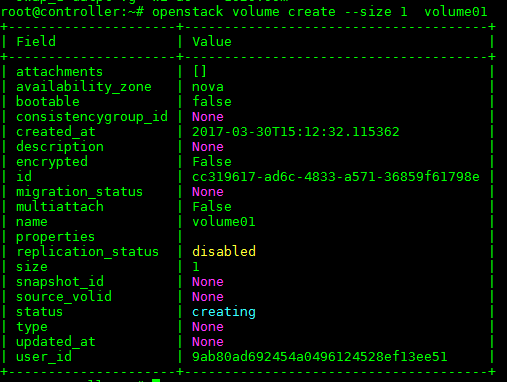 root@controller:~# openstack volume create --size 1  volume01
+---------------------+--------------------------------------+
| Field               | Value                                |
+---------------------+--------------------------------------+
| attachments         | []                                   |
| availability_zone   | nova                                 |
| bootable            | false                                |
| consistencygroup_id | None                                 |
| created_at          | 2017-03-30T15:12:32.115362           |
| description         | None                                 |
| encrypted           | False                                |
| id                  | cc319617-ad6c-4833-a571-36859f61798e |
| migration_status    | None                                 |
| multiattach         | False                                |
| name                | volume01                             |
| properties          |                                      |
| replication_status  | disabled                             |
| size                | 1                                    |
| snapshot_id         | None                                 |
| source_volid        | None                                 |
| status              | creating                             |
| type                | None                                 |
| updated_at          | None                                 |
| user_id             | 9ab80ad692454a0496124528ef13ee51     |
+---------------------+--------------------------------------+